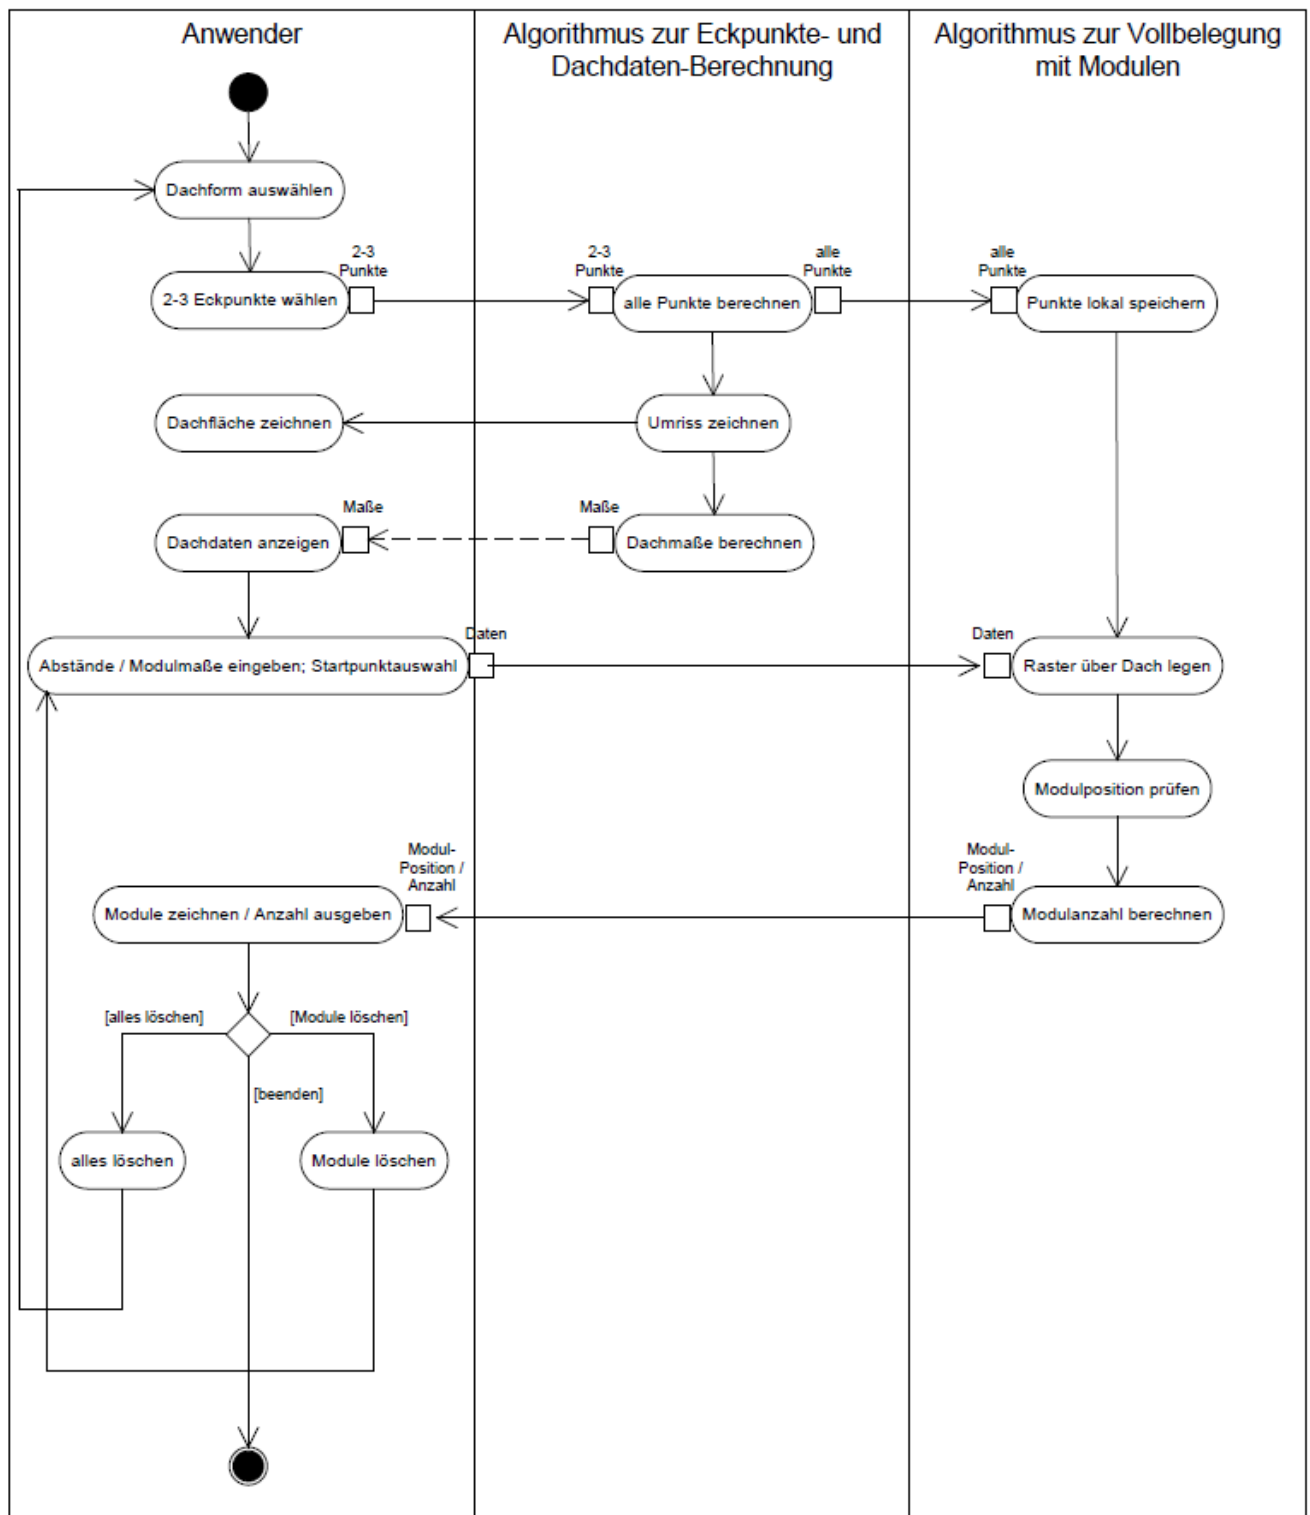 Anwender
Algorithmus zur Eckpunkte- und
Dachdaten-Berechnung
Algorithmus zur Vollbelegung
mit Modulen
Dachform auswählen
2-3
Punkte
2-3
Punkte
alle
Punkte
alle
Punkte
2-3 Eckpunkte wählen
alle Punkte berechnen
Punkte lokal speichern
Dachfläche zeichnen
Umriss zeichnen
Maße
Maße
Dachdaten anzeigen
Dachmaße berechnen
Daten
Daten
Abstände / Modulmaße eingeben; Startpunktauswahl
Raster über Dach legen
Modulposition prüfen
Modul-
Position /
Anzahl
Modul-
Position /
Anzahl
Module zeichnen / Anzahl ausgeben
Modulanzahl berechnen
[alles löschen]
[Module löschen]
[beenden]
alles löschen
Module löschen